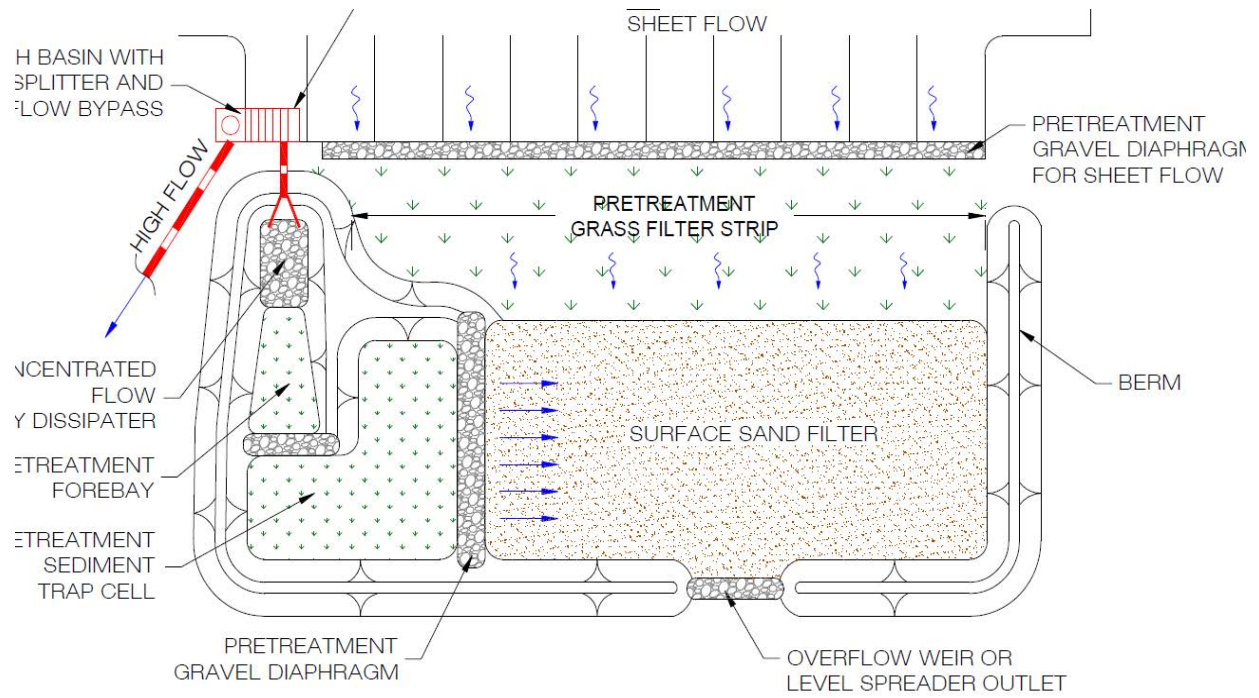 SHEET FLOW
H BASIN WITH
SPLITTER AND
FLOW BYPASS
HIGH FLOW
PRETREATMENT
GRAVEL DIAPHRAGM
FOR SHEET FLOW
PRETREATMENT
GRASS FILTER STRIP
NCENTRATED
FLOW
Y DISSIPATER
BERM
SURFACE SAND FILTER
ETREATMENT
FOREBAY
ETREATMENT
SEDIMENT
TRAP CELL
PRETREATMENT
GRAVEL DIAPHRAGM
OVERFLOW WEIR OR
LEVEL SPREADER OUTLET